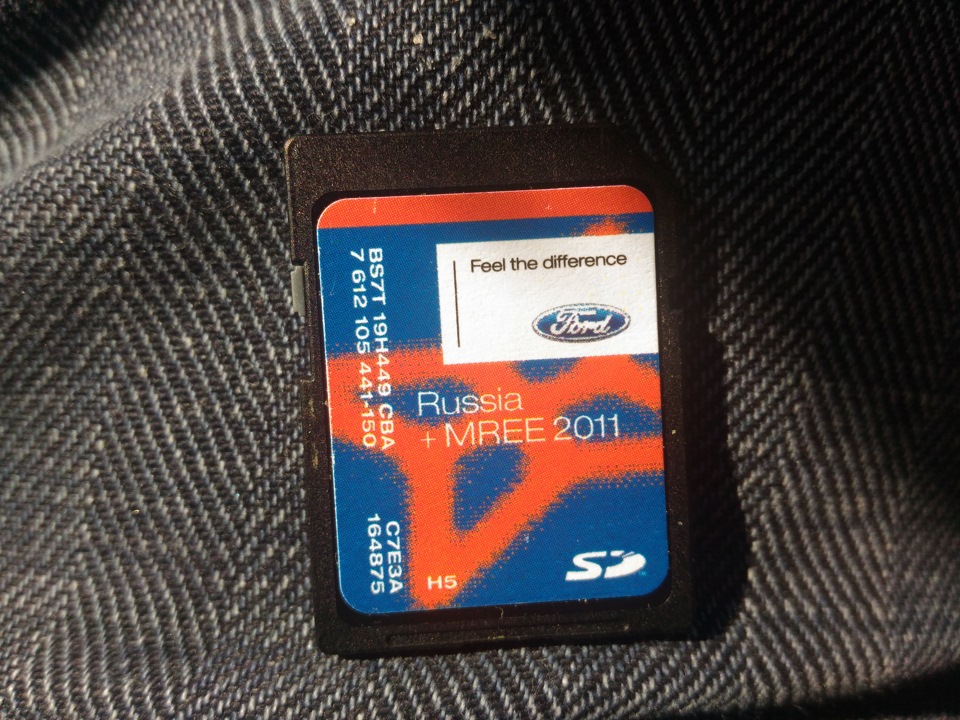 Feel the difference
Ford
BS7T 19H449 CBA
7 612 105 441-150
Russia
+ MREE 2011
C7E3A
164875
H5
SD